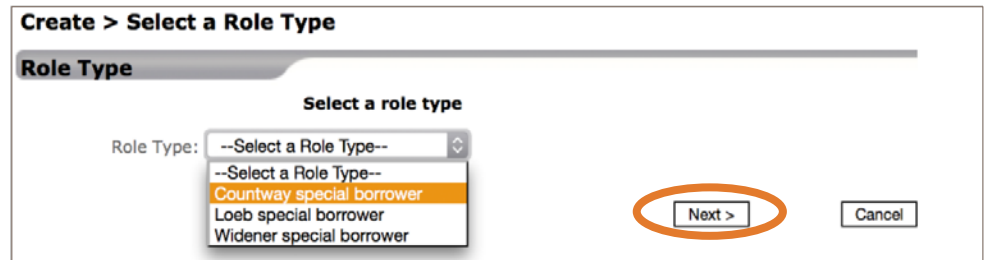 Create > Select a Role Type
Role Type
Select a role type
Role Type: --Select a Role Type--
--Select a Role Type--
Countway special borrower
Loeb special borrower
Widener special borrower
Next > Cancel